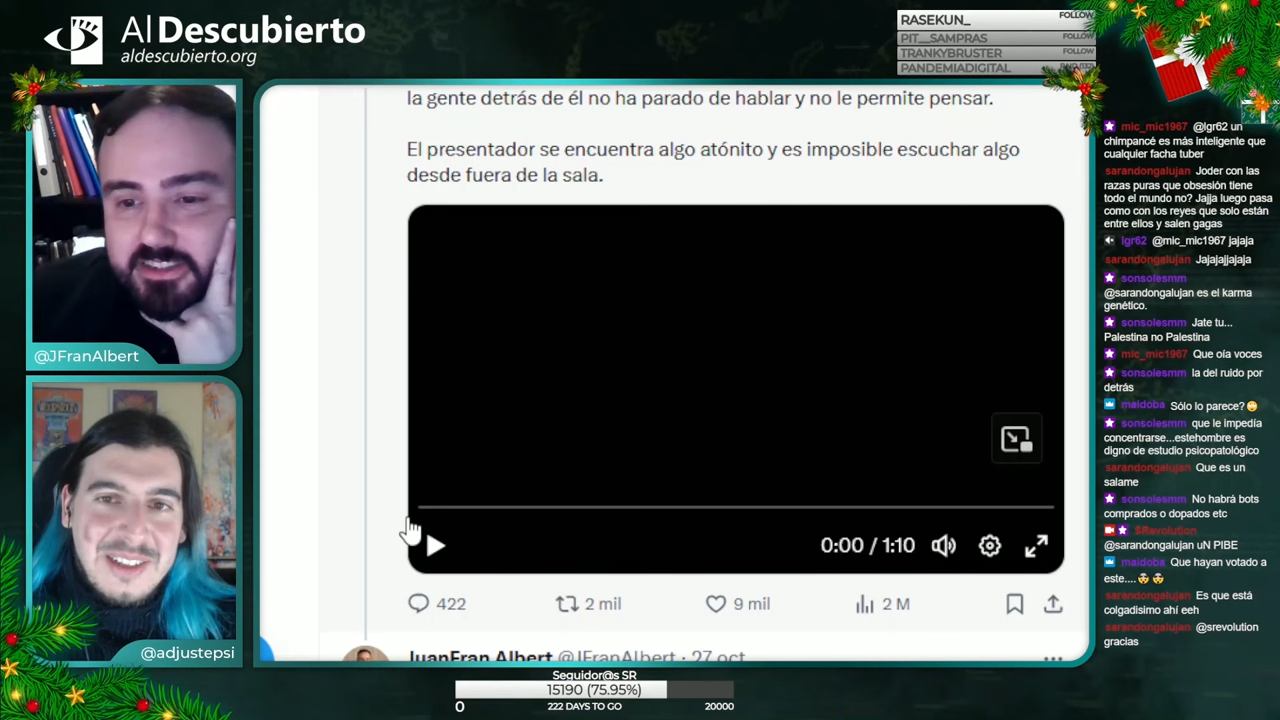 Al Descubierto
aldescubierto.org
RASEKUN_ FOLLOW
PIT__SAMPRAS FOLLOW
TRANKYBRUSTER FOLLOW
PANDEMIADIGITAL
@JFranAlbert
@adjustepsi
la gente detrás de él no ha parado de hablar y no le permite pensar.
El presentador se encuentra algo atónito y es imposible escuchar algo
desde fuera de la sala.
0:00 / 1:10
422 2 mil 9 mil 2 M
JuanFran Albert @JFranAlbert · 27 oct
mic_mic1967 @lgr62 un
chimpancé es más inteligente que
cualquier facha tuber
sarandongalujan Joder con las
razas puras que obsesión tiene
todo el mundo no? Jajja luego pasa
como con los reyes que solo están
entre ellos y salen gagas
lgr62 @mic_mic1967 jajaja
sarandongalujan Jajajajjajaja
sonsolesmm
@sarandongalujan es el karma
genético.
sonsolesmm Jate tu...
Palestina no Palestina
mic_mic1967 Que oía voces
sonsolesmm la del ruido por
detrás
maidoba Sólo lo parece?
sonsolesmm que le impedía
concentrarse...estehombre es
digno de estudio psicopatológico
sarandongalujan Que es un
salame
sonsolesmm No habrá bots
comprados o dopados etc
SRevolution
@sarandongalujan uN PIBE
maidoba Que hayan votado a
este....
sarandongalujan Es que está
colgadisimo ahí eeh
sarandongalujan @srevolution
gracias
Seguidor@s SR
15190 (75.95%)
0 222 DAYS TO GO 20000